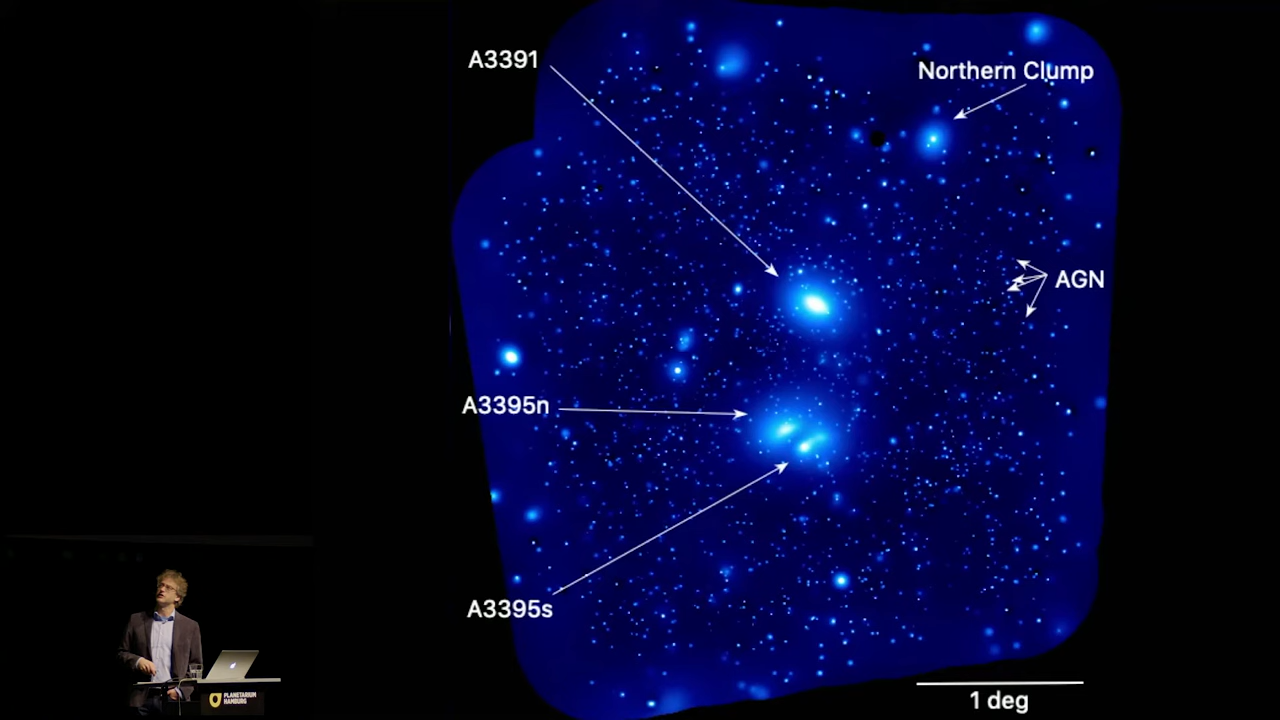 A3391
Northern Clump
AGN
A3395n
A3395s
1 deg
PLANETARIUM
HAMBURG